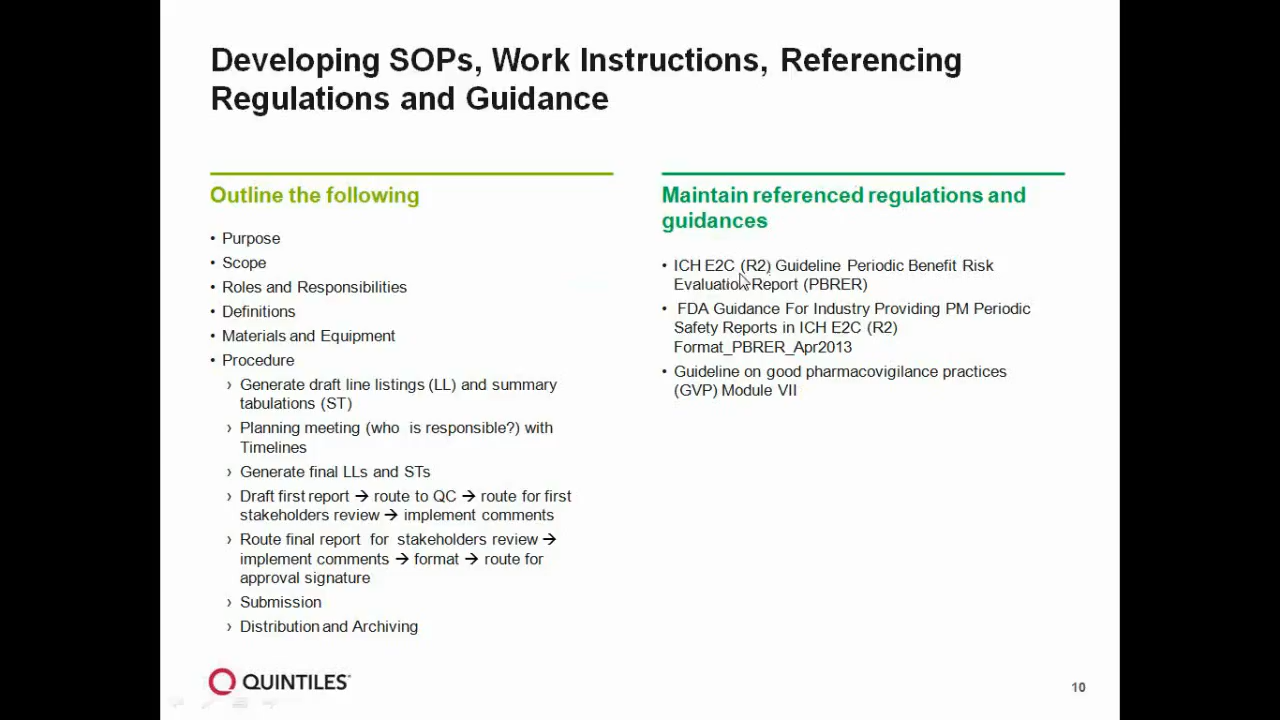 Developing SOPs, Work Instructions, Referencing
Regulations and Guidance
Outline the following
• Purpose
• Scope
• Roles and Responsibilities
• Definitions
• Materials and Equipment
• Procedure
› Generate draft line listings (LL) and summary
tabulations (ST)
› Planning meeting (who is responsible?) with
Timelines
› Generate final LLs and STs
› Draft first report → route to QC → route for first
stakeholders review → implement comments
› Route final report for stakeholders review →
implement comments → format → route for
approval signature
› Submission
› Distribution and Archiving
Maintain referenced regulations and
guidances
• ICH E2C (R2) Guideline Periodic Benefit Risk
Evaluation Report (PBRER)
• FDA Guidance For Industry Providing PM Periodic
Safety Reports in ICH E2C (R2)
Format_PBRER_Apr2013
• Guideline on good pharmacovigilance practices
(GVP) Module VII
QUINTILES
10